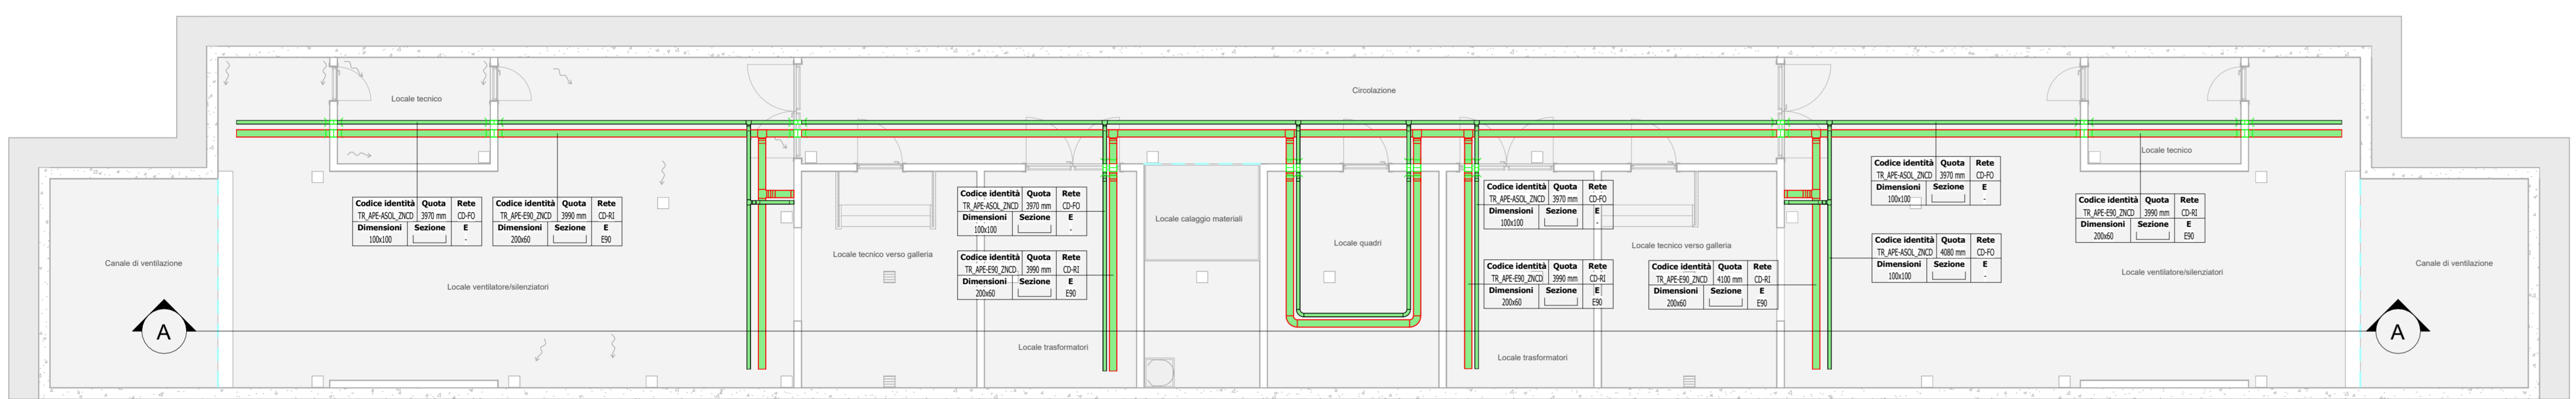 Circolazione
Locale tecnico
Locale tecnico
Codice identità Quota Rete
TR_APE-ASOL_ZNCD 3970 mm CD-FO
Dimensioni Sezione E
100x100 -
Codice identità Quota Rete
TR_APE-E90_ZNCD 3990 mm CD-RI
Dimensioni Sezione E
200x60 E90
Codice identità Quota Rete
TR_APE-ASOL_ZNCD 3970 mm CD-FO
Dimensioni Sezione E
100x100 -
Codice identità Quota Rete
TR_APE-E90_ZNCD 3990 mm CD-RI
Dimensioni Sezione E
200x60 E90
Codice identità Quota Rete
TR_APE-ASOL_ZNCD 3970 mm CD-FO
Dimensioni Sezione E
100x100 -
Codice identità Quota Rete
TR_APE-E90_ZNCD 3990 mm CD-RI
Dimensioni Sezione E
200x60 E90
Codice identità Quota Rete
TR_APE-E90_ZNCD 4100 mm CD-RI
Dimensioni Sezione E
200x60 E90
Codice identità Quota Rete
TR_APE-ASOL_ZNCD 3970 mm CD-FO
Dimensioni Sezione E
100x100 -
Codice identità Quota Rete
TR_APE-ASOL_ZNCD 4080 mm CD-FO
Dimensioni Sezione E
100x100 -
Codice identità Quota Rete
TR_APE-E90_ZNCD 3990 mm CD-RI
Dimensioni Sezione E
200x60 E90
Canale di ventilazione
Locale ventilatore/silenziatori
Locale tecnico verso galleria
Locale trasformatori
Locale calaggio materiali
Locale quadri
Locale trasformatori
Locale tecnico verso galleria
Locale ventilatore/silenziatori
Canale di ventilazione
A
A